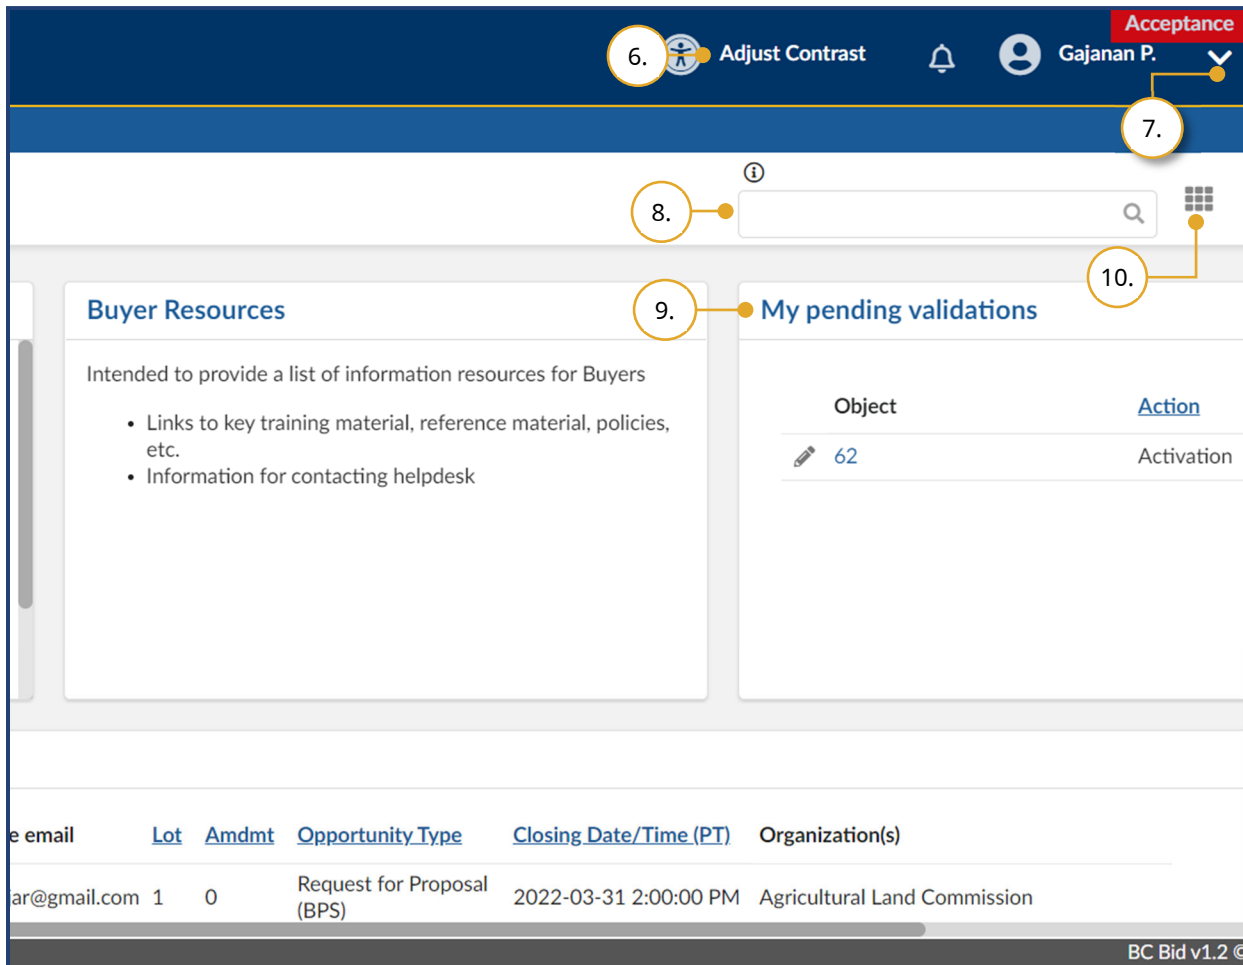 Acceptance
6.
Adjust Contrast
Gajanan P.
7.
8.
10.
Buyer Resources
9.
My pending validations
Intended to provide a list of information resources for Buyers
• Links to key training material, reference material, policies,
etc.
• Information for contacting helpdesk
Object Action
62 Activation
e email Lot Amdmt Opportunity Type Closing Date/Time (PT) Organization(s)
ar@gmail.com 1 0 Request for Proposal
(BPS) 2022-03-31 2:00:00 PM Agricultural Land Commission
BC Bid v1.2 ©